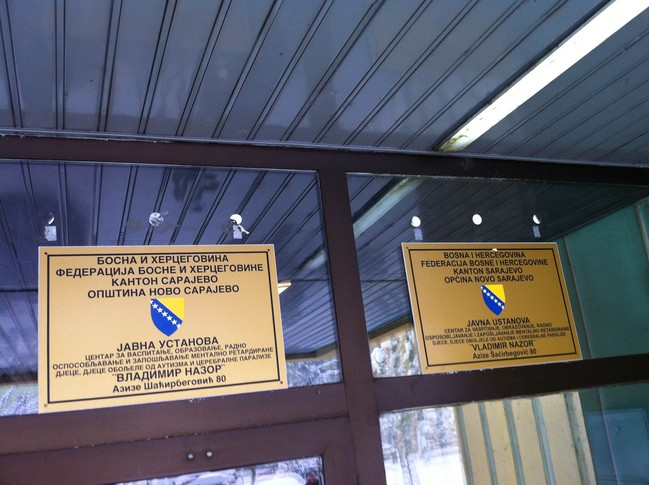 БОСНА И ХЕРЦЕГОВИНА
ФЕДЕРАЦИЈА БОСНЕ И ХЕРЦЕГОВИНЕ
КАНТОН САРАЈЕВО
ОПШТИНА НОВО САРАЈЕВО
ЈАВНА УСТАНОВА
ЦЕНТАР ЗА ВАСПИТАЊЕ, ОБРАЗОВАЊЕ, РАДНО
ОСПОСОБЉАВАЊЕ И ЗАПОШЉАВАЊЕ МЕНТАЛНО РЕТАРДИРАНЕ
ДЈЕЦЕ, ДЈЕЦЕ ОБОЉЕЛЕ ОД АУТИЗМА И ЦЕРЕБРАЛНЕ ПАРАЛИЗЕ
"ВЛАДИМИР НАЗОР"
Азизе Шаћирбеговић 80
BOSNA I HERCEGOVINA
FEDERACIJA BOSNE I HERCEGOVINE
KANTON SARAJEVO
OPĆINA NOVO SARAJEVO
JAVNA USTANOVA
CENTAR ZA VASPITANJE, OBRAZOVANJE, RADNO
OSPOSOBLJAVANJE I ZAPOŠLJAVANJE MENTALNO RETARDIRANE
DJECE, DJECE OBOLJELE OD AUTIZMA I CEREBRALNE PARALIZE
"VLADIMIR NAZOR"
Azize Šaćirbegović 80